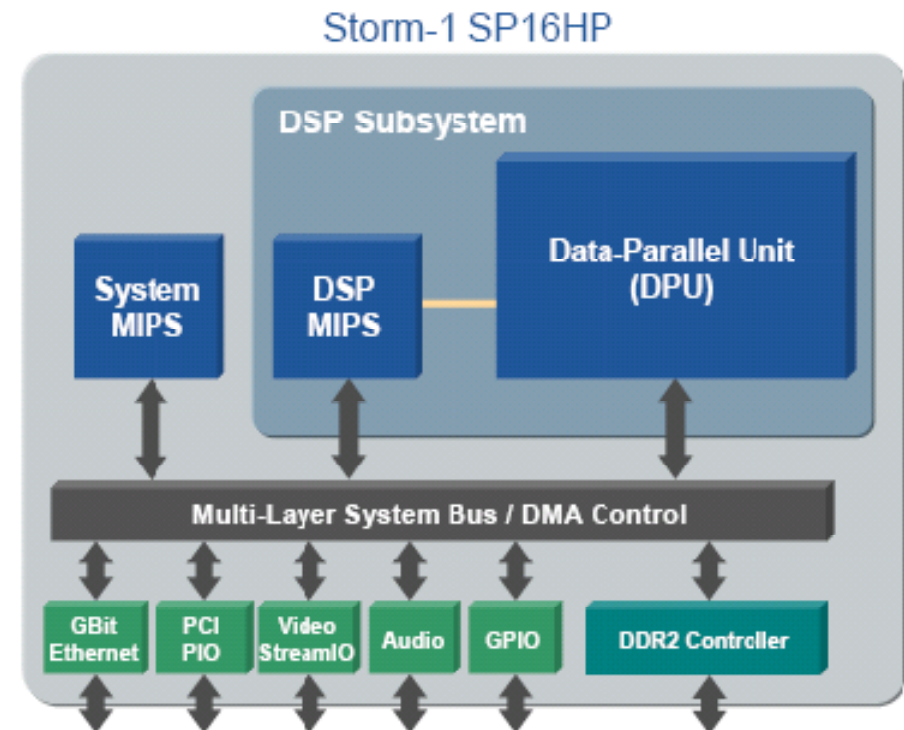 Storm-1 SP16HP
DSP Subsystem
System
MIPS
DSP
MIPS
Data-Parallel Unit
(DPU)
Multi-Layer System Bus / DMA Control
GBit
Ethernet
PCI
PIO
Video
StreamIO
Audio
GPIO
DDR2 Controller